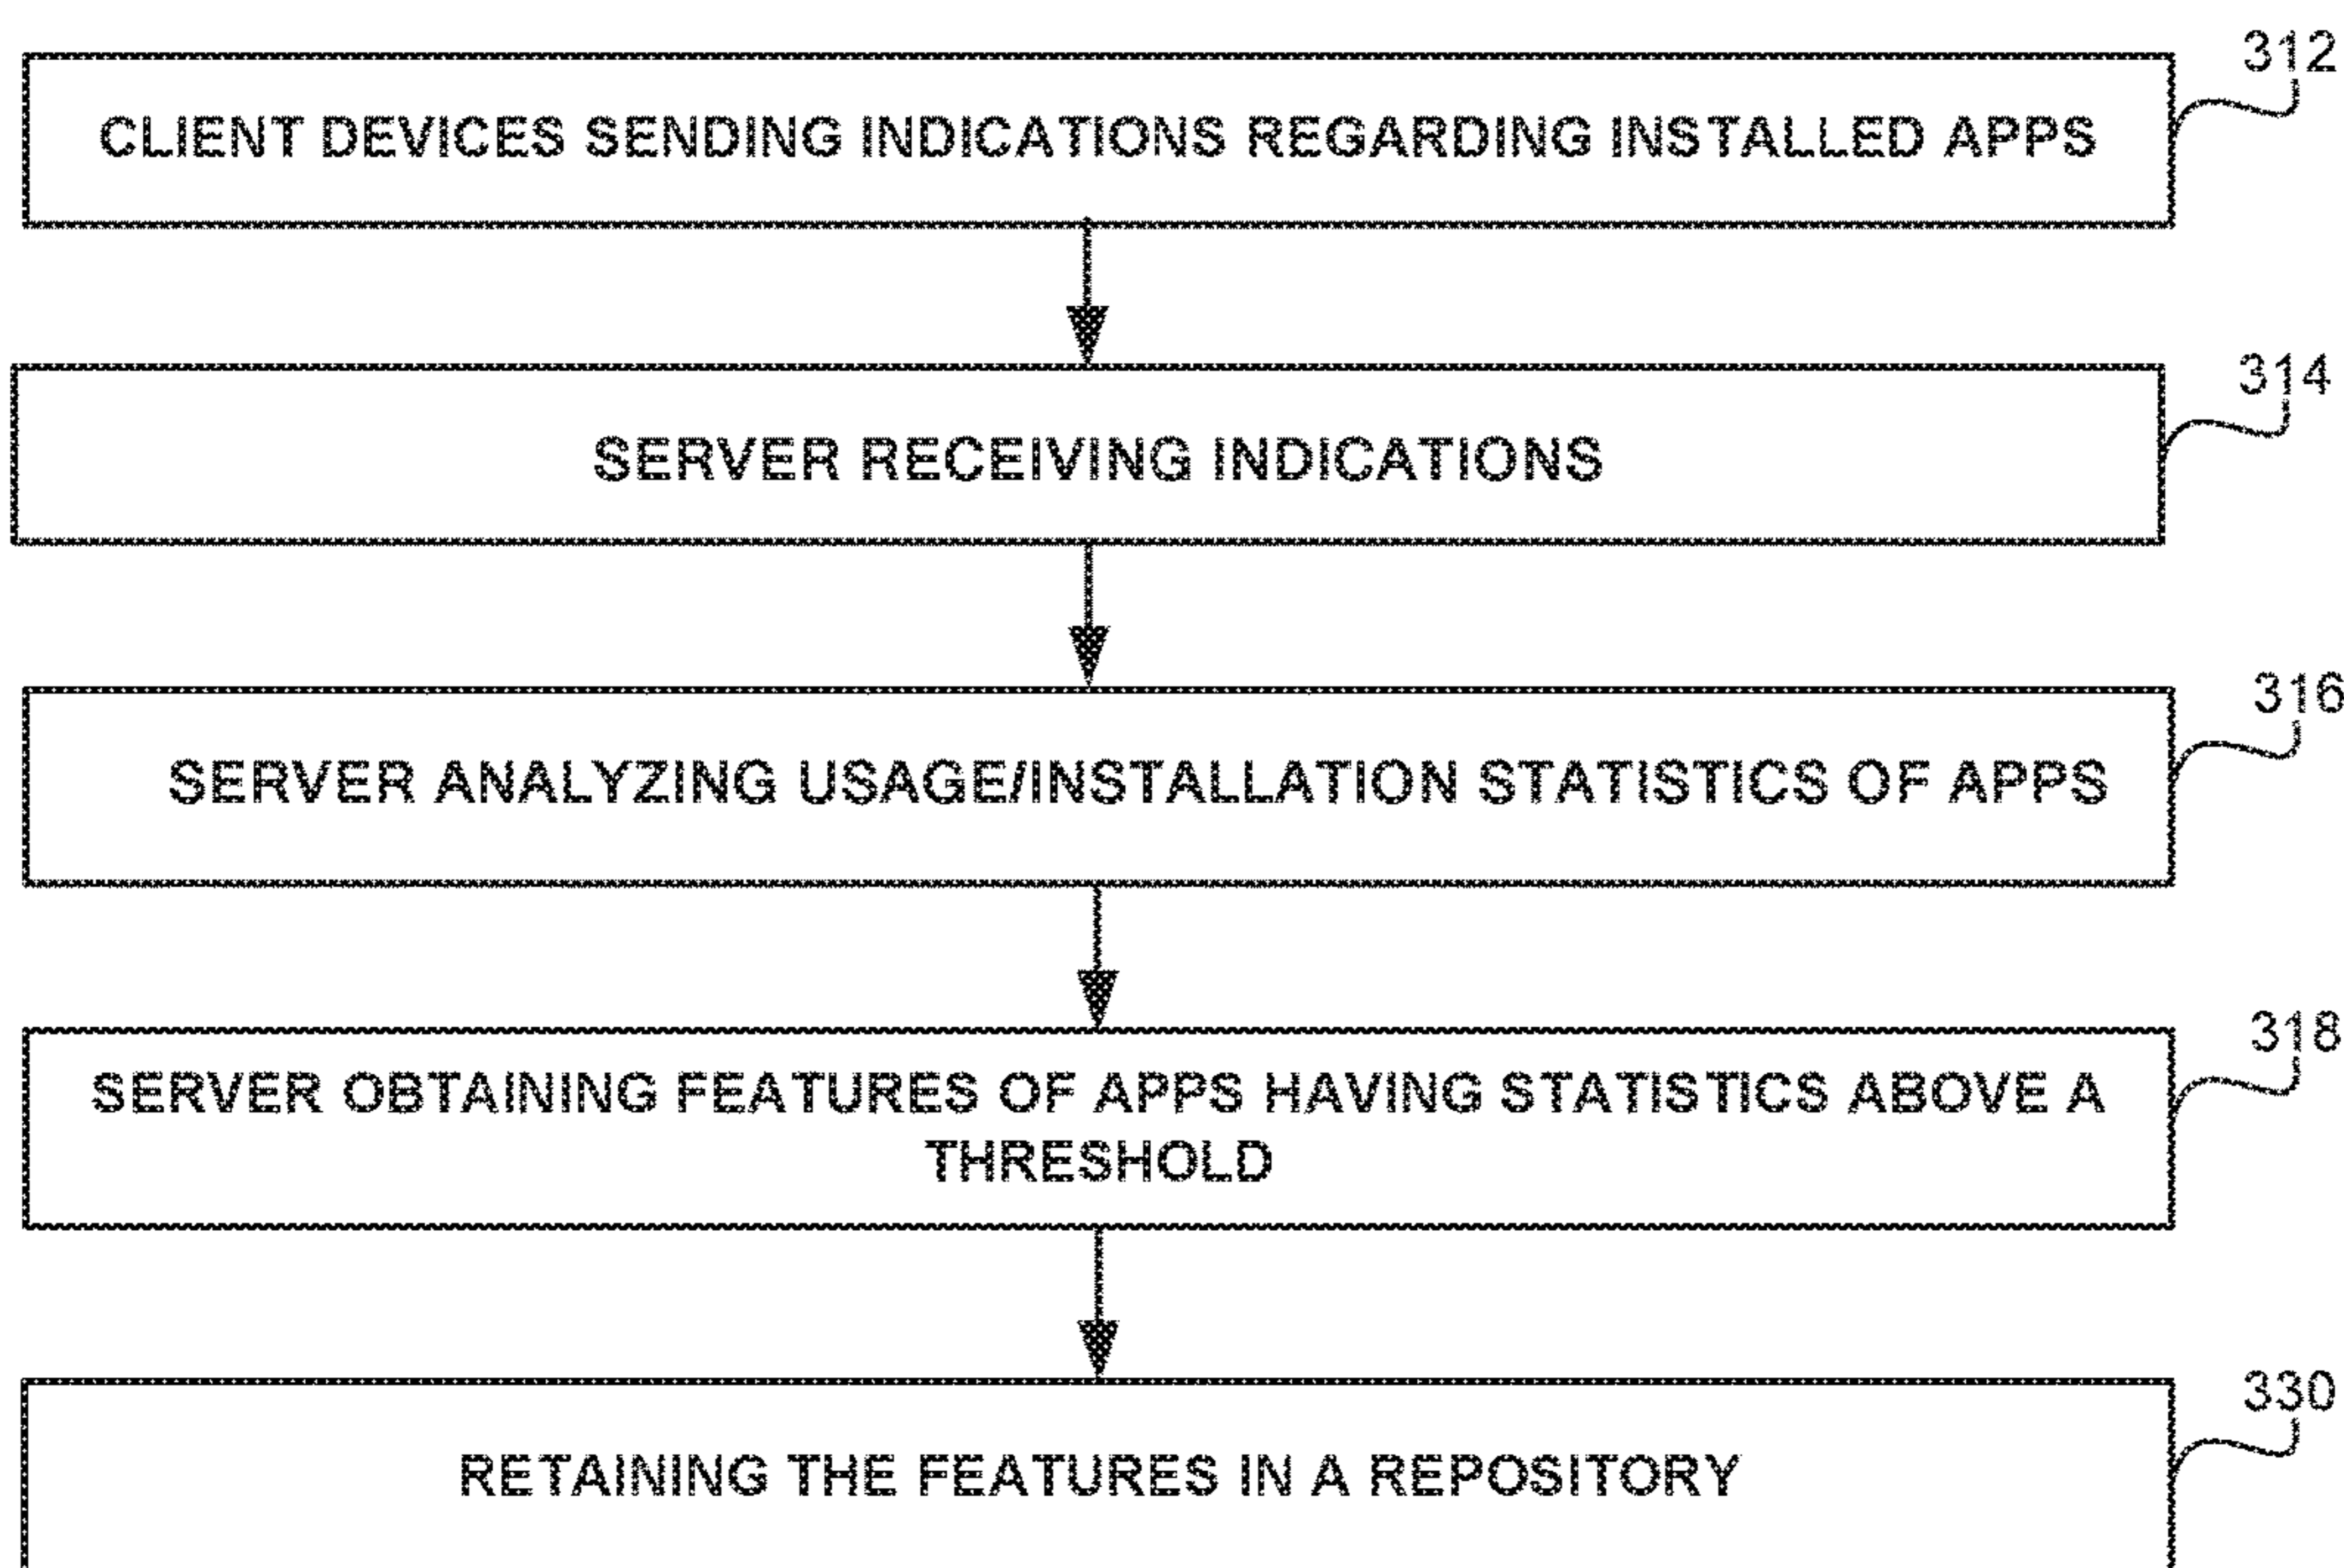 312
CLIENT DEVICES SENDING INDICATIONS REGARDING INSTALLED APPS
314
SERVER RECEIVING INDICATIONS
316
SERVER ANALYZING USAGE/INSTALLATION STATISTICS OF APPS
318
SERVER OBTAINING FEATURES OF APPS HAVING STATISTICS ABOVE A
THRESHOLD
330
RETAINING THE FEATURES IN A REPOSITORY